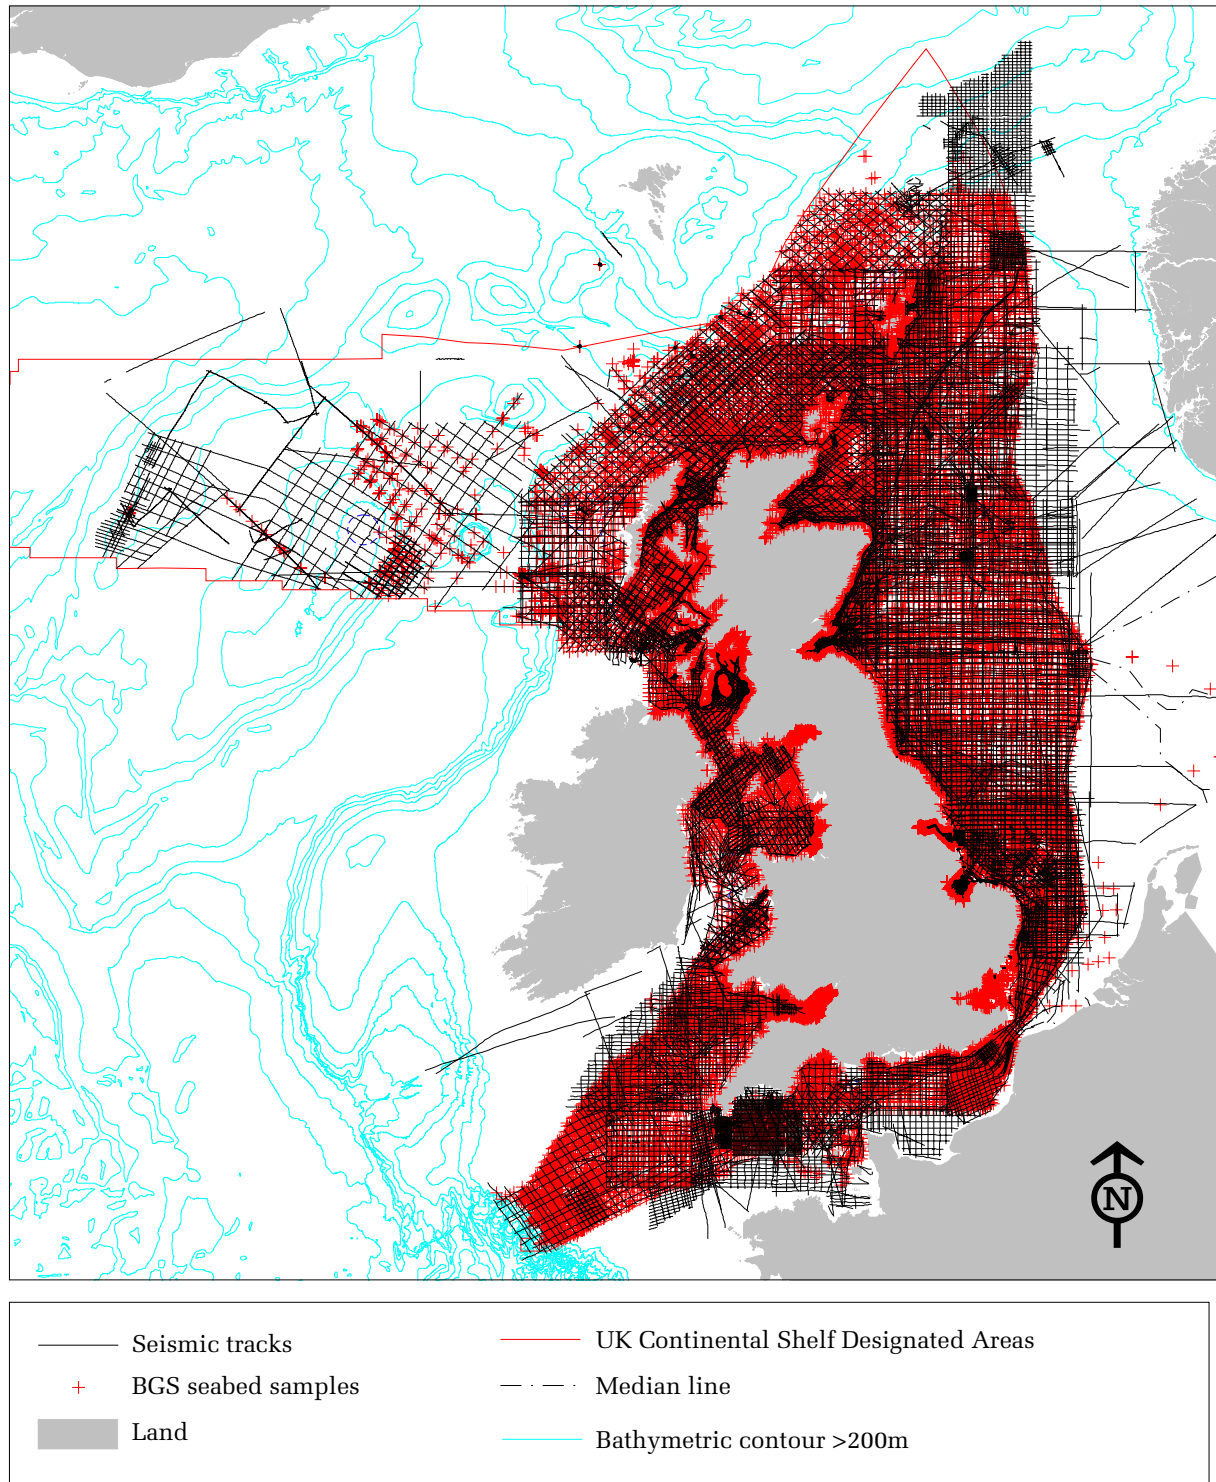 N
Seismic tracks
BGS seabed samples
Land
UK Continental Shelf Designated Areas
Median line
Bathymetric contour >200m